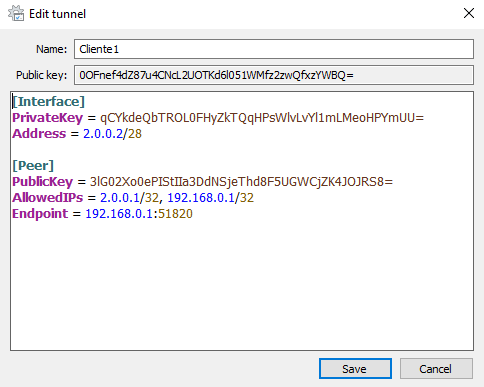 Edit tunnel
Name: Cliente1
Public key: 0OFnef4dZ87u4CNcL2UOTKd6l051WMfz2zwQfxzYWBQ=
[Interface]
PrivateKey = qCYkdeQbTROL0FHyZkTQqHPsWlvLvYl1mLMeoHPYmUU=
Address = 2.0.0.2/28
[Peer]
PublicKey = 3lG02Xo0ePIStIIa3DdNSjeThd8F5UGWCjZK4JOJRS8=
AllowedIPs = 2.0.0.1/32, 192.168.0.1/32
Endpoint = 192.168.0.1:51820
Save Cancel